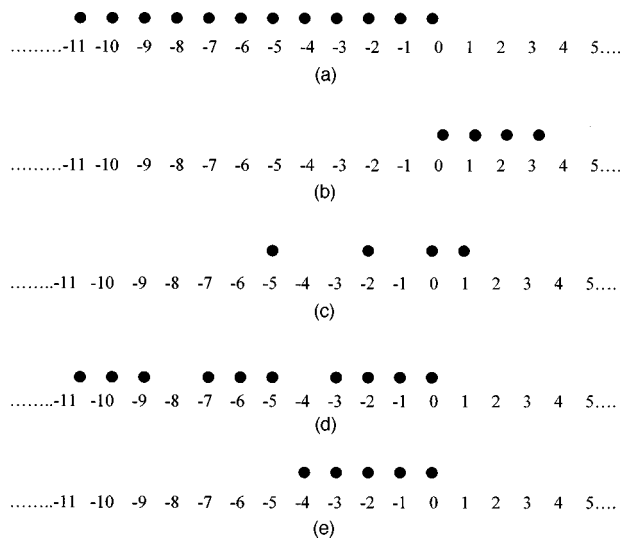 .........-11 -10 -9 -8 -7 -6 -5 -4 -3 -2 -1 0 1 2 3 4 5....
(a)
.........-11 -10 -9 -8 -7 -6 -5 -4 -3 -2 -1 0 1 2 3 4 5....
(b)
........-11 -10 -9 -8 -7 -6 -5 -4 -3 -2 -1 0 1 2 3 4 5....
(c)
........-11 -10 -9 -8 -7 -6 -5 -4 -3 -2 -1 0 1 2 3 4 5....
(d)
........-11 -10 -9 -8 -7 -6 -5 -4 -3 -2 -1 0 1 2 3 4 5....
(e)